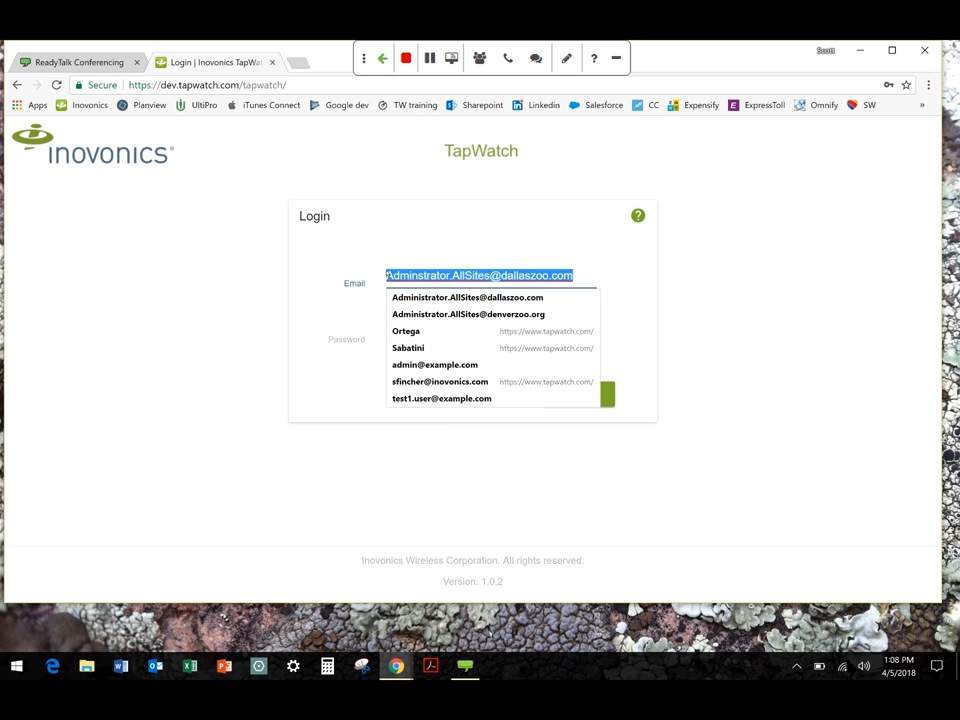 Scott
ReadyTalk Conferencing
Login | Inovonics TapWat
?
Secure
https://dev.tapwatch.com/tapwatch/
Apps Inovonics Planview UltiPro iTunes Connect Google dev TW training Sharepoint Linkedin Salesforce CC Expensify ExpressToll Omnify SW »
INOVONICS®
TapWatch
Login
?
Email
Adminstrator.AllSites@dallaszoo.com
Administrator.AllSites@dallaszoo.com
Administrator.AllSites@denverzoo.org
Ortega https://www.tapwatch.com/
Password
Sabatini https://www.tapwatch.com/
admin@example.com
sfincher@inovonics.com https://www.tapwatch.com/
test1.user@example.com
Inovonics Wireless Corporation. All rights reserved.
Version: 1.0.2
1:08 PM
4/5/2018